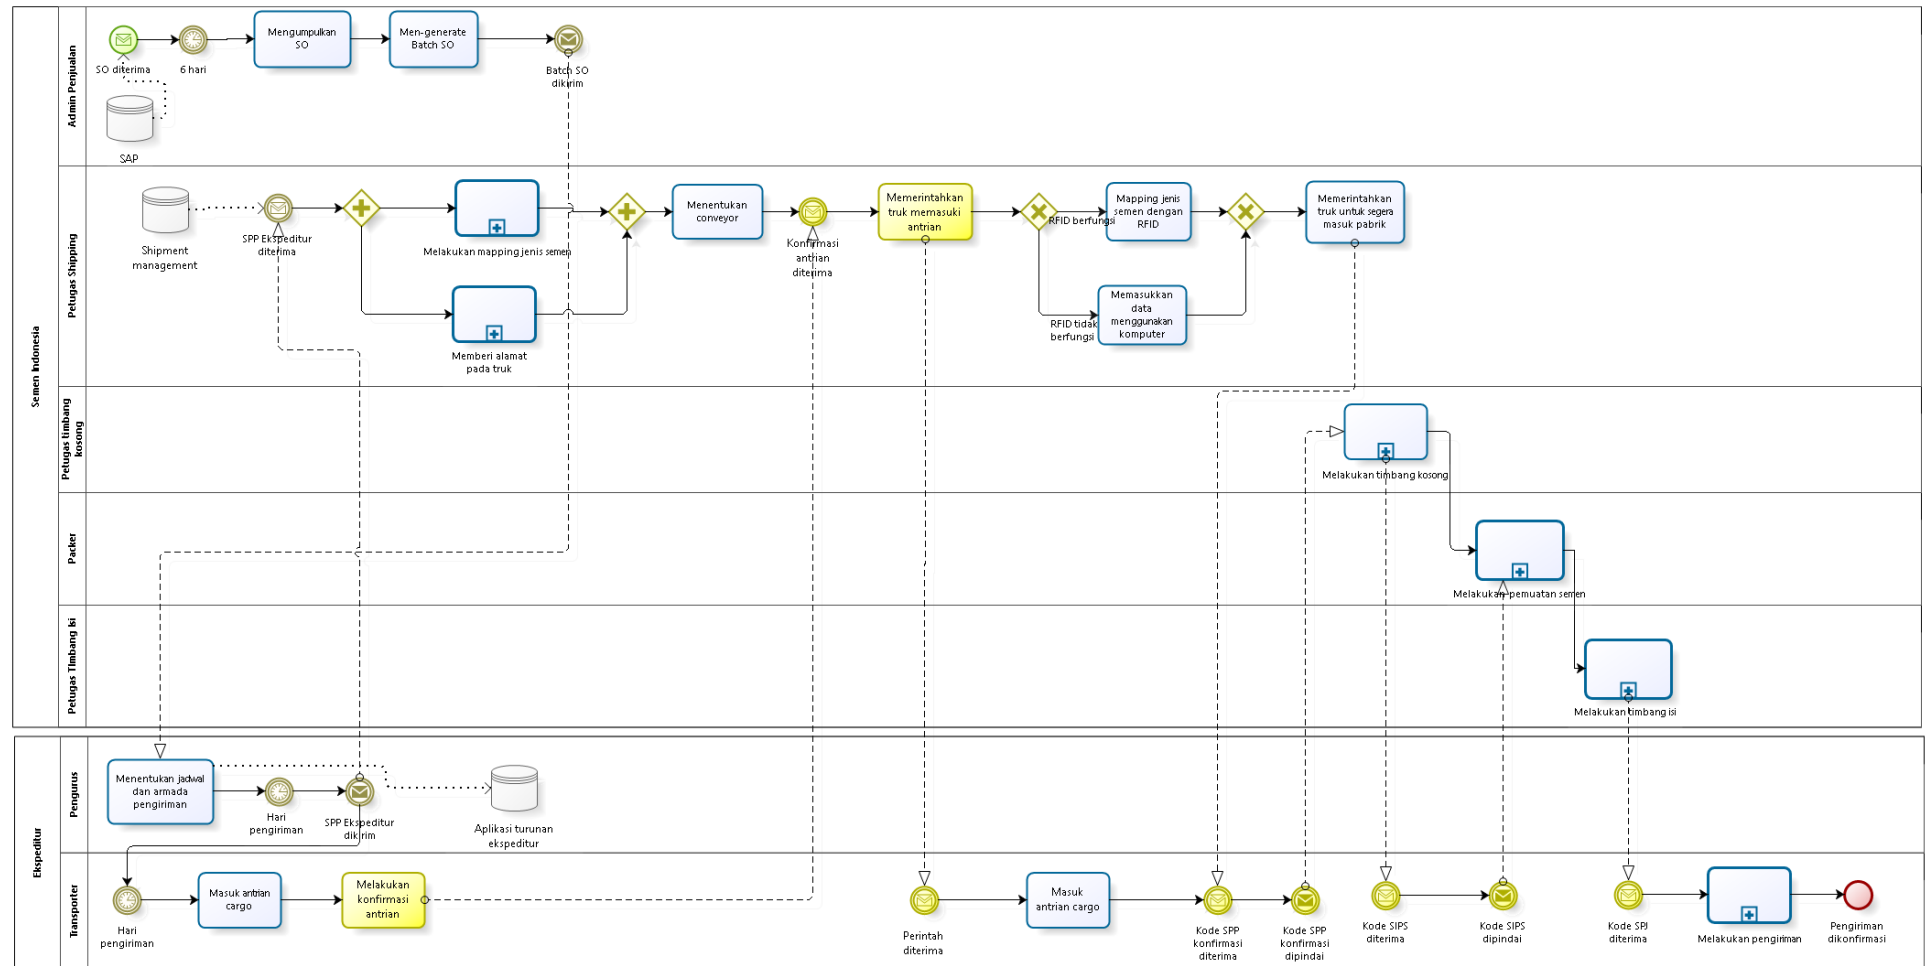 Semen Indonesia
Admin Penjualan
SO diterima
6 hari
Mengumpulkan
SO
Men-generate
Batch SO
Batch SO
dikirim
SAP
Petugas Shipping
Shipment
management
SPP Ekspeditur
diterima
Melakukan mapping jenis semen
Memberi alamat
pada truk
Menentukan
conveyor
Konfirmasi
antrian
diterima
Memerintahkan
truk memasuki
antrian
RFID berfungsi
RFID tidak
berfungsi
Mapping jenis
semen dengan
RFID
Memasukkan
data
menggunakan
komputer
Memerintahkan
truk untuk segera
masuk pabrik
Petugas timbang
kosong
Melakukan timbang kosong
Packer
Melakukan pemuatan semen
Petugas Timbang Isi
Melakukan timbang isi
Ekspeditur
Pengurus
Menentukan jadwal
dan armada
pengiriman
Hari
pengiriman
SPP Ekspeditur
dikirim
Aplikasi turunan
ekspeditur
Transporter
Hari
pengiriman
Masuk antrian
cargo
Melakukan
konfirmasi
antrian
Perintah
diterima
Masuk
antrian cargo
Kode SPP
konfirmasi
diterima
Kode SPP
konfirmasi
dipindai
Kode SIPS
diterima
Kode SIPS
dipindai
Kode SPJ
diterima
Melakukan pengiriman
Pengiriman
dikonfirmasi